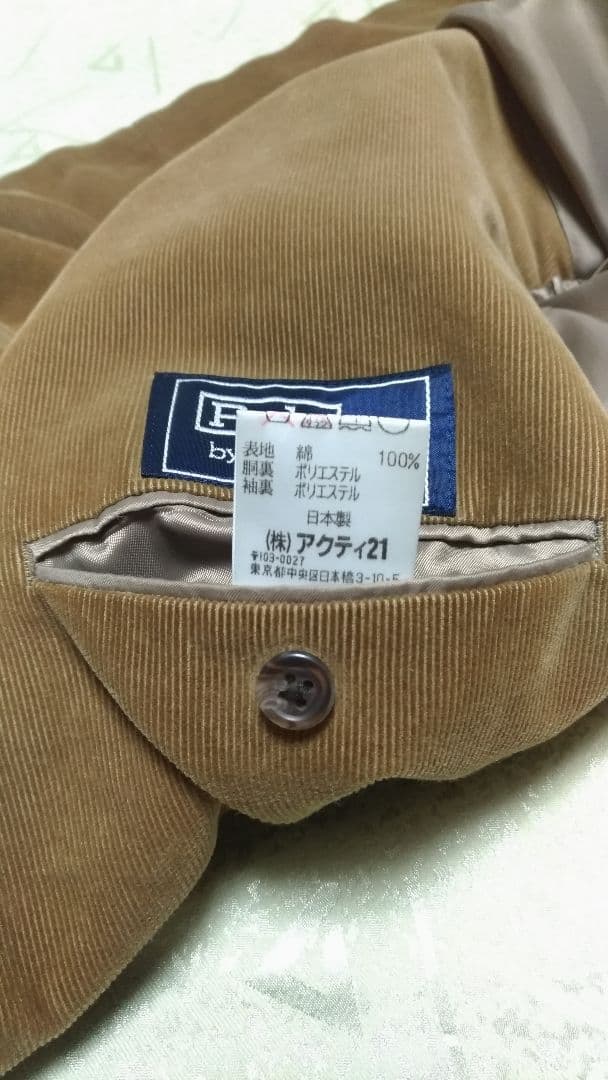 by
表地 綿 100%
胴裏 ポリエステル
袖裏 ポリエステル
日本製
(株)アクティ21
〒103-0027
東京都中央区日本橋3-10-5